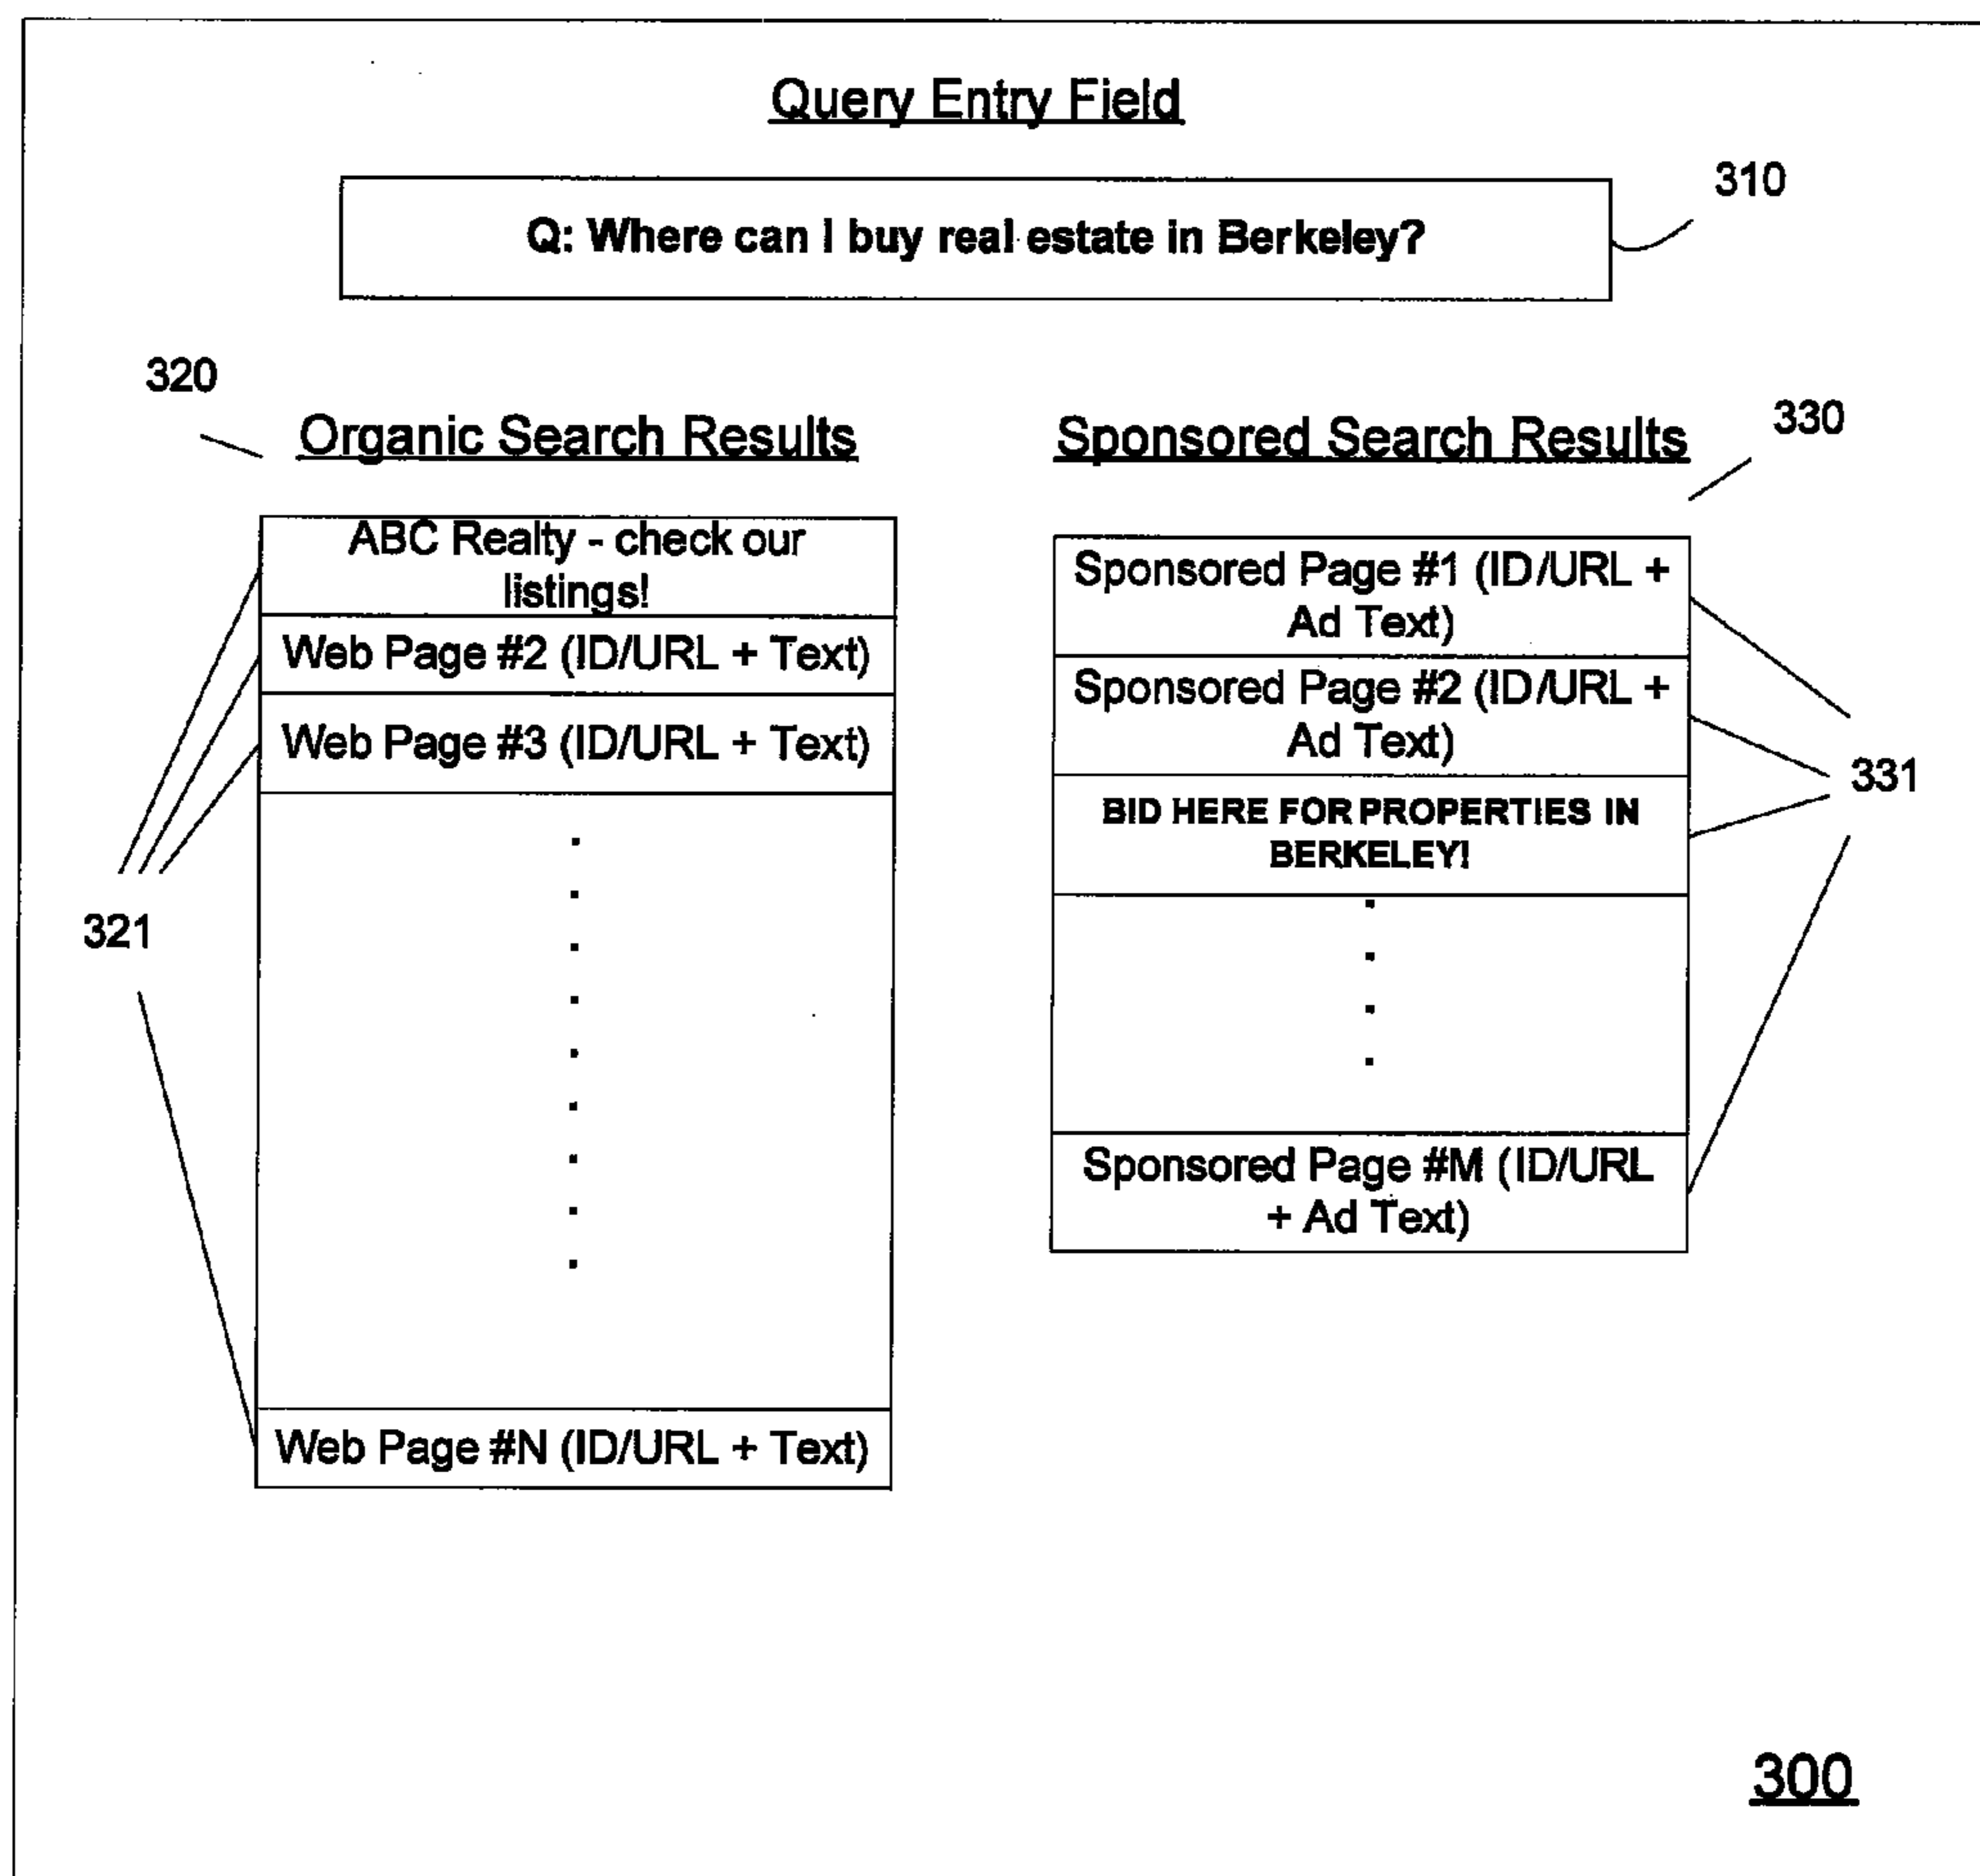 Query Entry Field
310
Q: Where can I buy real estate in Berkeley?
320
Organic Search Results
ABC Realty - check our
listings!
Web Page #2 (ID/URL + Text)
Web Page #3 (ID/URL + Text)
321
Web Page #N (ID/URL + Text)
330
Sponsored Search Results
Sponsored Page #1 (ID/URL +
Ad Text)
Sponsored Page #2 (ID/URL +
Ad Text)
BID HERE FOR PROPERTIES IN
BERKELEY!
331
Sponsored Page #M (ID/URL
+ Ad Text)
300